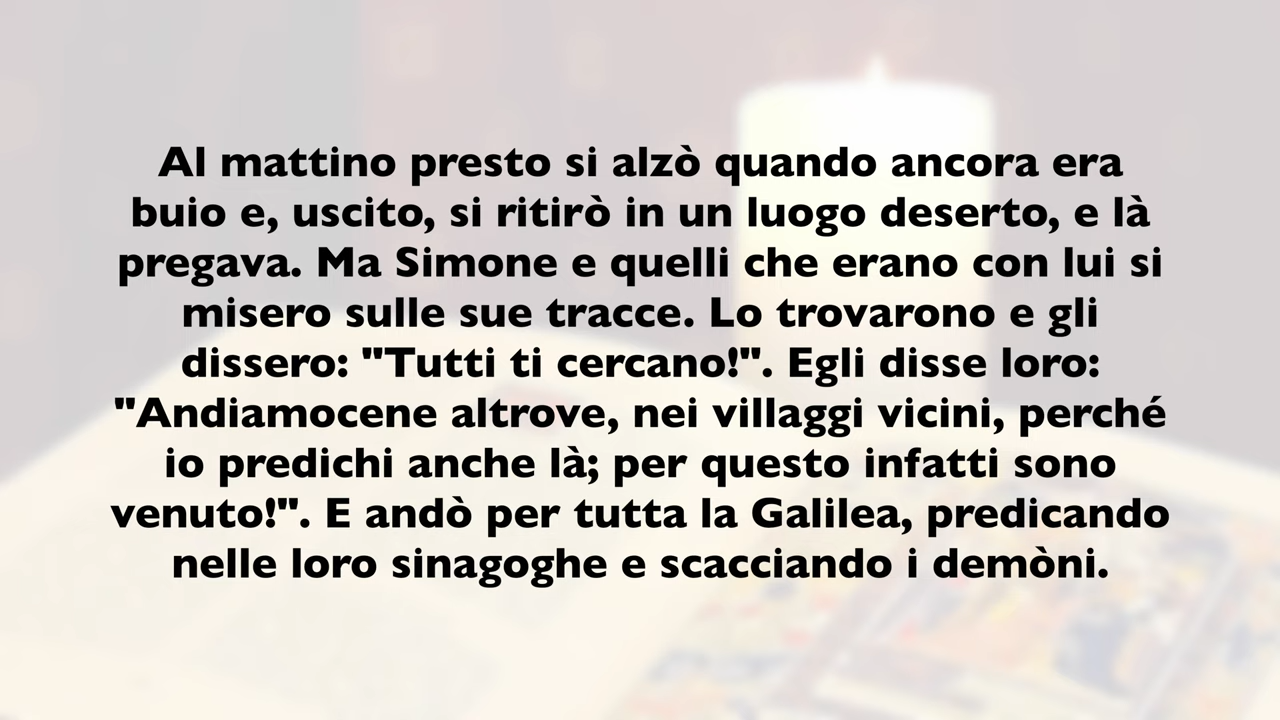 Al mattino presto si alzò quando ancora era
buio e, uscito, si ritirò in un luogo deserto, e là
pregava. Ma Simone e quelli che erano con lui si
misero sulle sue tracce. Lo trovarono e gli
dissero: "Tutti ti cercano!". Egli disse loro:
"Andiamocene altrove, nei villaggi vicini, perché
io predichi anche là; per questo infatti sono
venuto!". E andò per tutta la Galilea, predicando
nelle loro sinagoghe e scacciando i demòni.